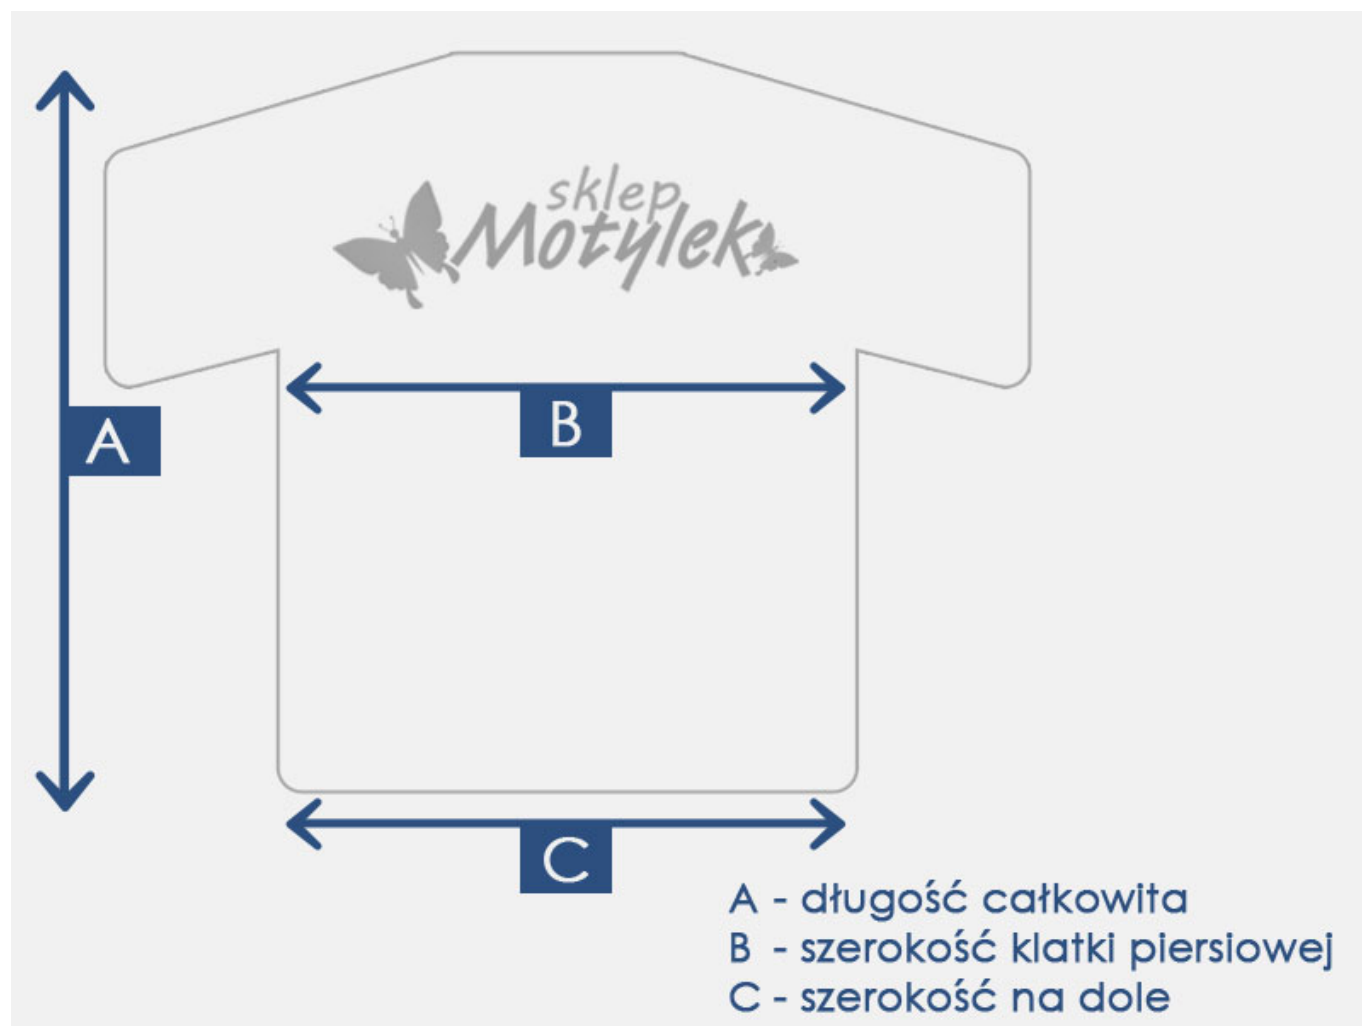 sklep
Motylek
A
B
C
A - długość całkowita
B - szerokość klatki piersiowej
C - szerokość na dole